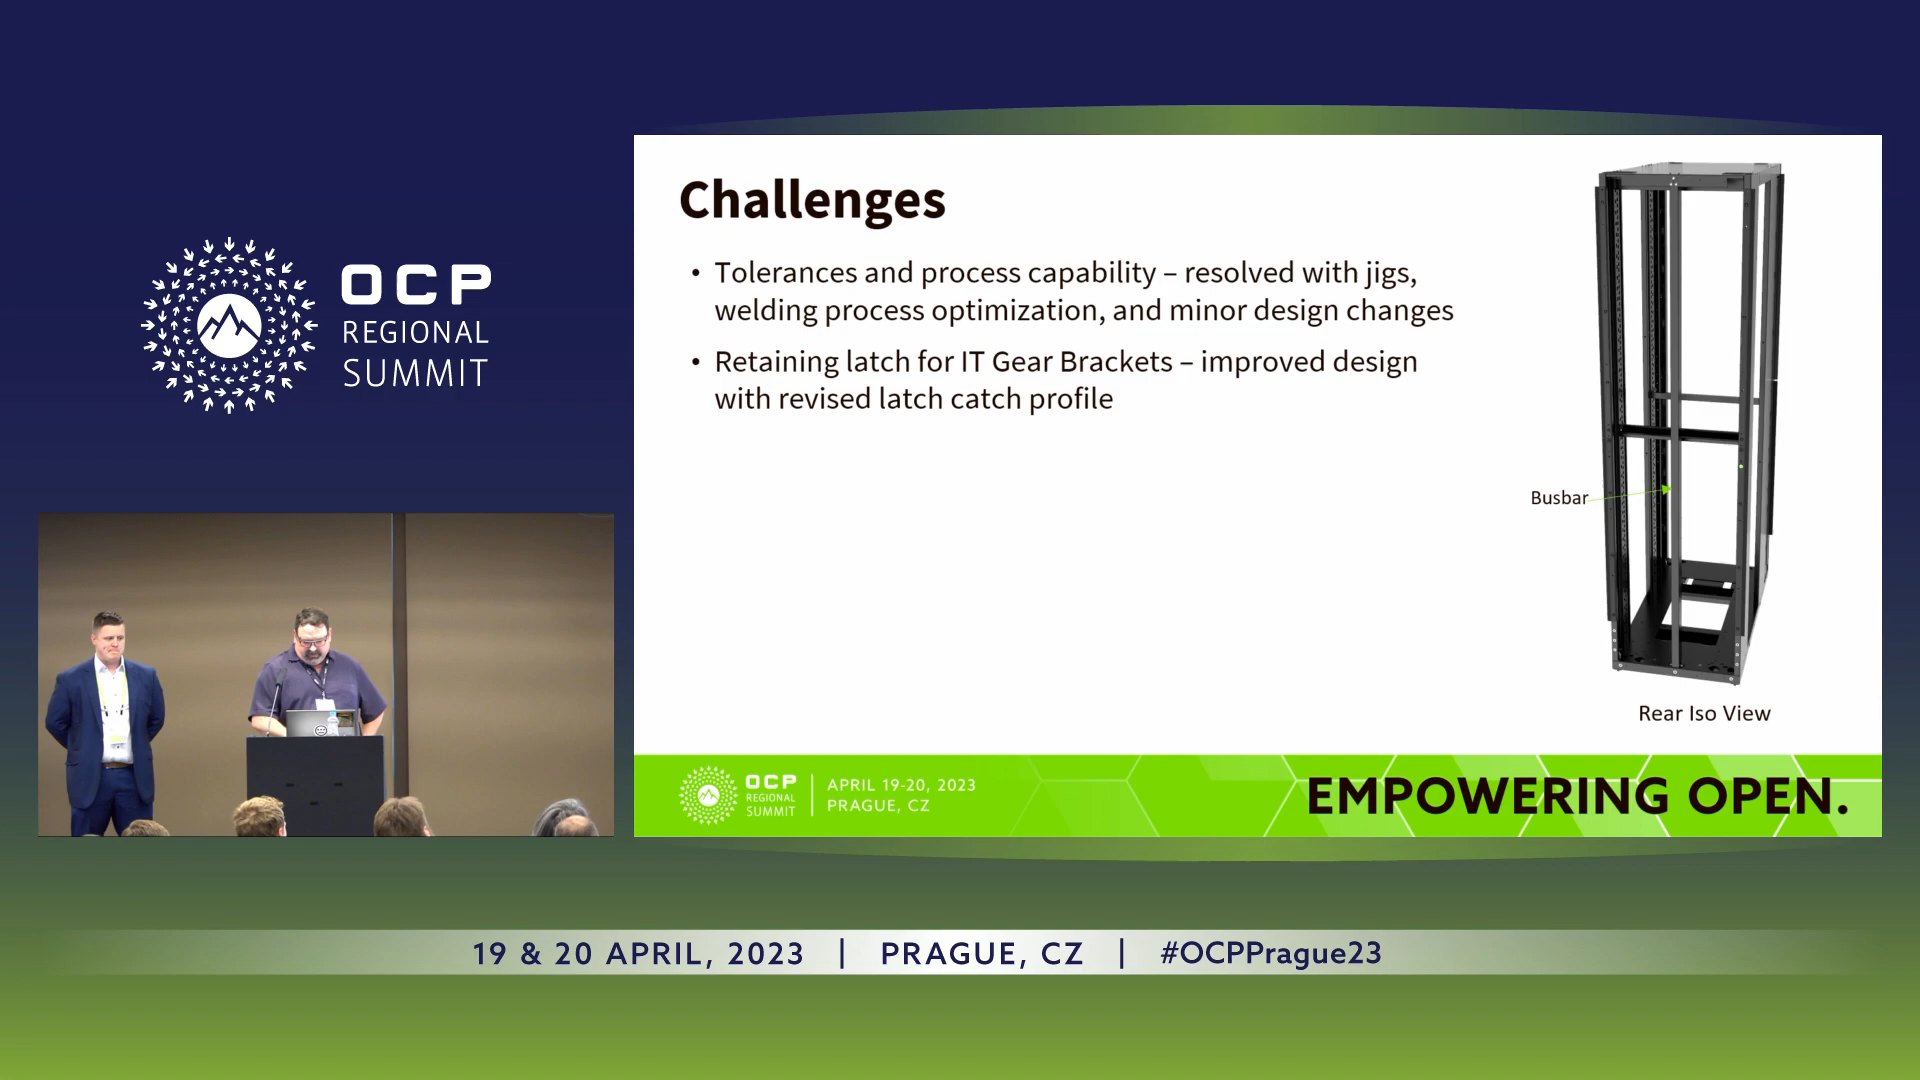 OCP
REGIONAL
SUMMIT
Challenges
• Tolerances and process capability – resolved with jigs,
welding process optimization, and minor design changes
• Retaining latch for IT Gear Brackets – improved design
with revised latch catch profile
Busbar
Rear Iso View
OCP
REGIONAL
SUMMIT
APRIL 19-20, 2023
PRAGUE, CZ
EMPOWERING OPEN.
19 & 20 APRIL, 2023 | PRAGUE, CZ | #OCPPrague23